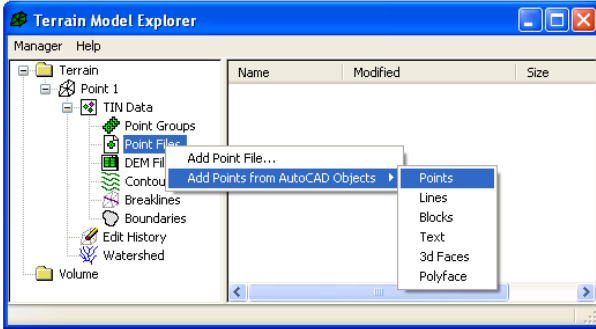 Terrain Model Explorer
Manager Help
Terrain
Name Modified Size
Point 1
TIN Data
Point Groups
Point Files
Add Point File...
DEM Fil
Add Points from AutoCAD Objects Points
Contou
Breaklines Lines
Boundaries Blocks
Edit History Text
Watershed 3d Faces
Volume Polyface